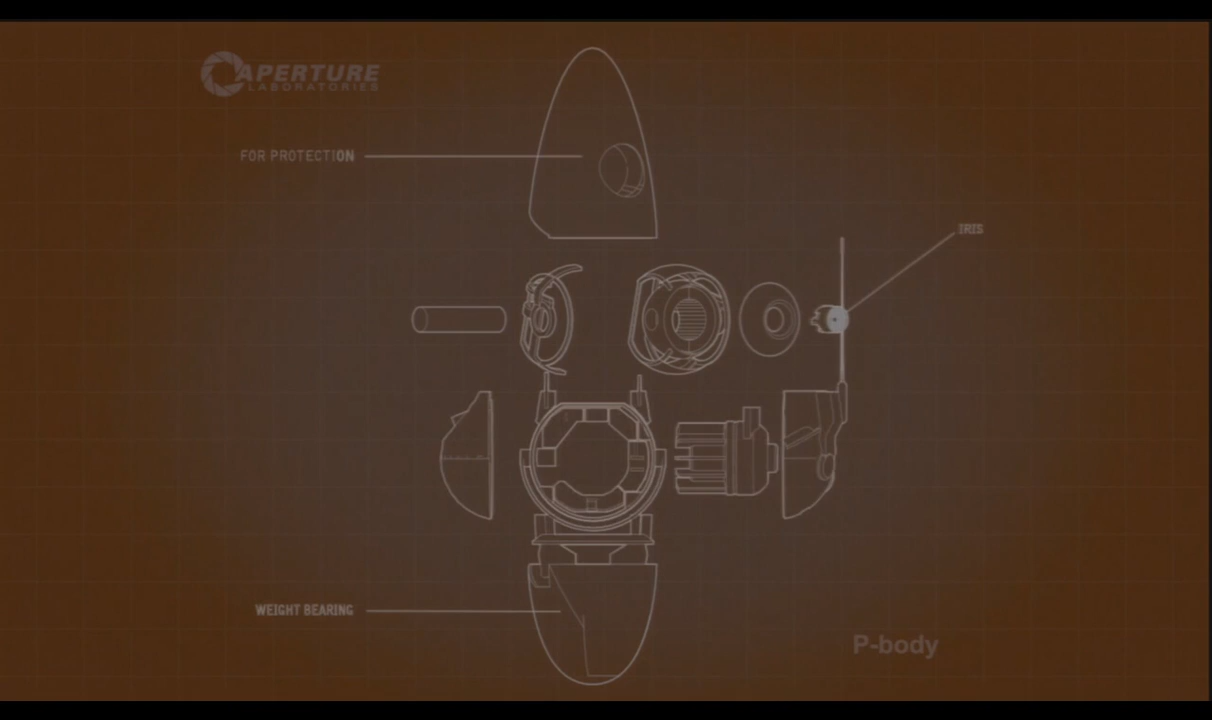 APERTURE
LABORATORIES
FOR PROTECTION
IRIS
WEIGHT BEARING
P-body